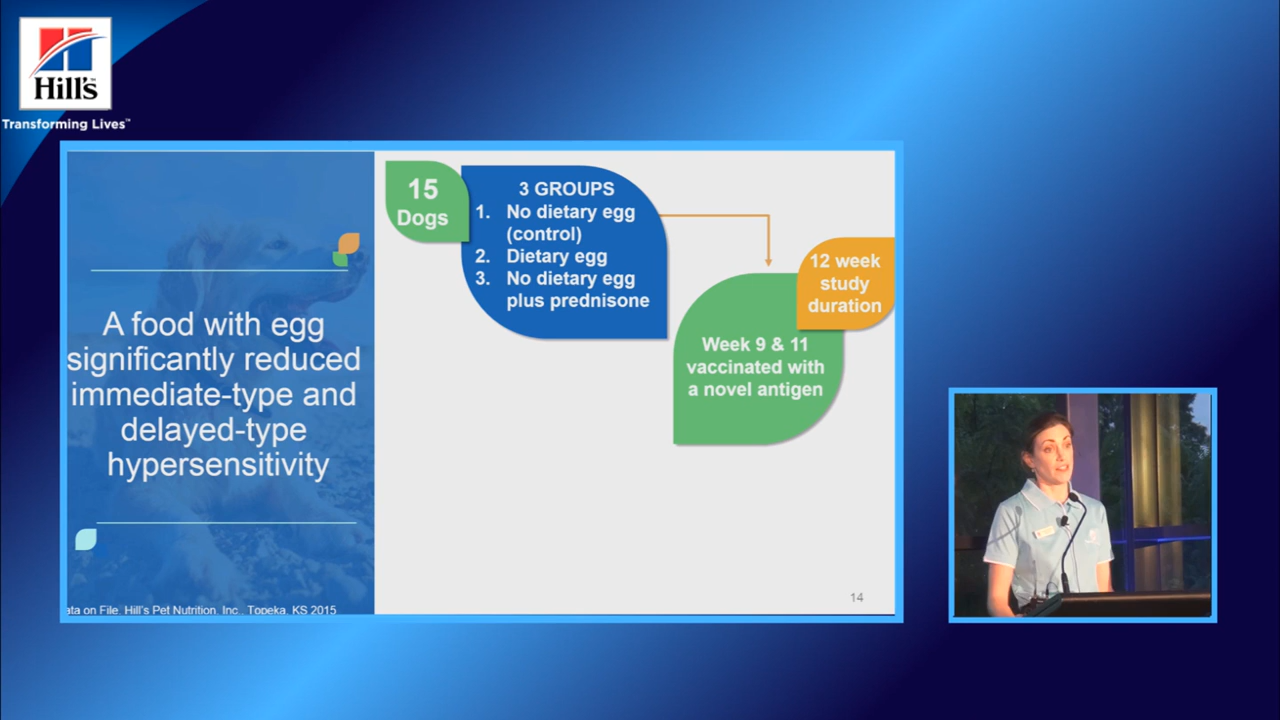 Hill's™
Transforming Lives™
15
Dogs
3 GROUPS
1. No dietary egg
(control)
2. Dietary egg
3. No dietary egg
plus prednisone
12 week
study
duration
Week 9 & 11
vaccinated with
a novel antigen
A food with egg
significantly reduced
immediate-type and
delayed-type
hypersensitivity
ata on File. Hill's Pet Nutrition, Inc., Topeka, KS 2015
14